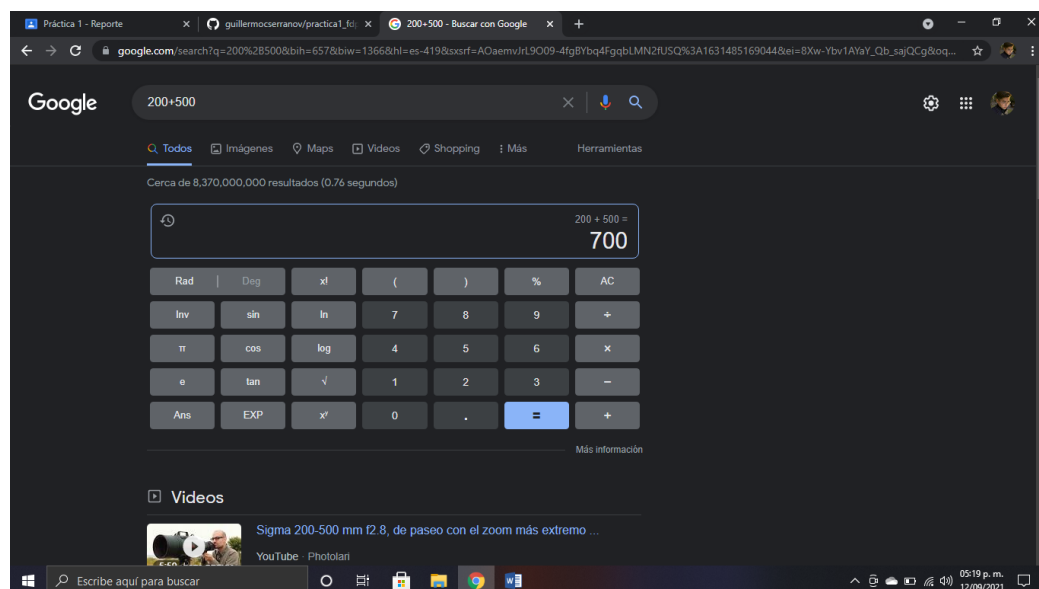 Práctica 1 - Reporte
guillermocserranov/practica1_fdp
200+500 - Buscar con Google
google.com/search?q=200%2B500&bih=657&biw=1366&hl=es-419&sxsrf=AOaemvJrL9O09-4fgBYbq4FgqbLMN2fUSQ%3A1631485169044&ei=8Xw-Ybv1AYaY_Qb_sajQCg&oq...
Google
200+500
Todos Imágenes Maps Videos Shopping Más Herramientas
Cerca de 8,370,000,000 resultados (0.76 segundos)
200 + 500 =
700
Rad | Deg x! ( ) % AC
Inv sin ln 7 8 9 ÷
π cos log 4 5 6 ×
e tan √ 1 2 3 −
Ans EXP xʸ 0 . = +
Más información
Videos
Sigma 200-500 mm f2.8, de paseo con el zoom más extremo ...
YouTube · Photolari
5:50
Escribe aquí para buscar
05:19 p. m.
12/09/2021